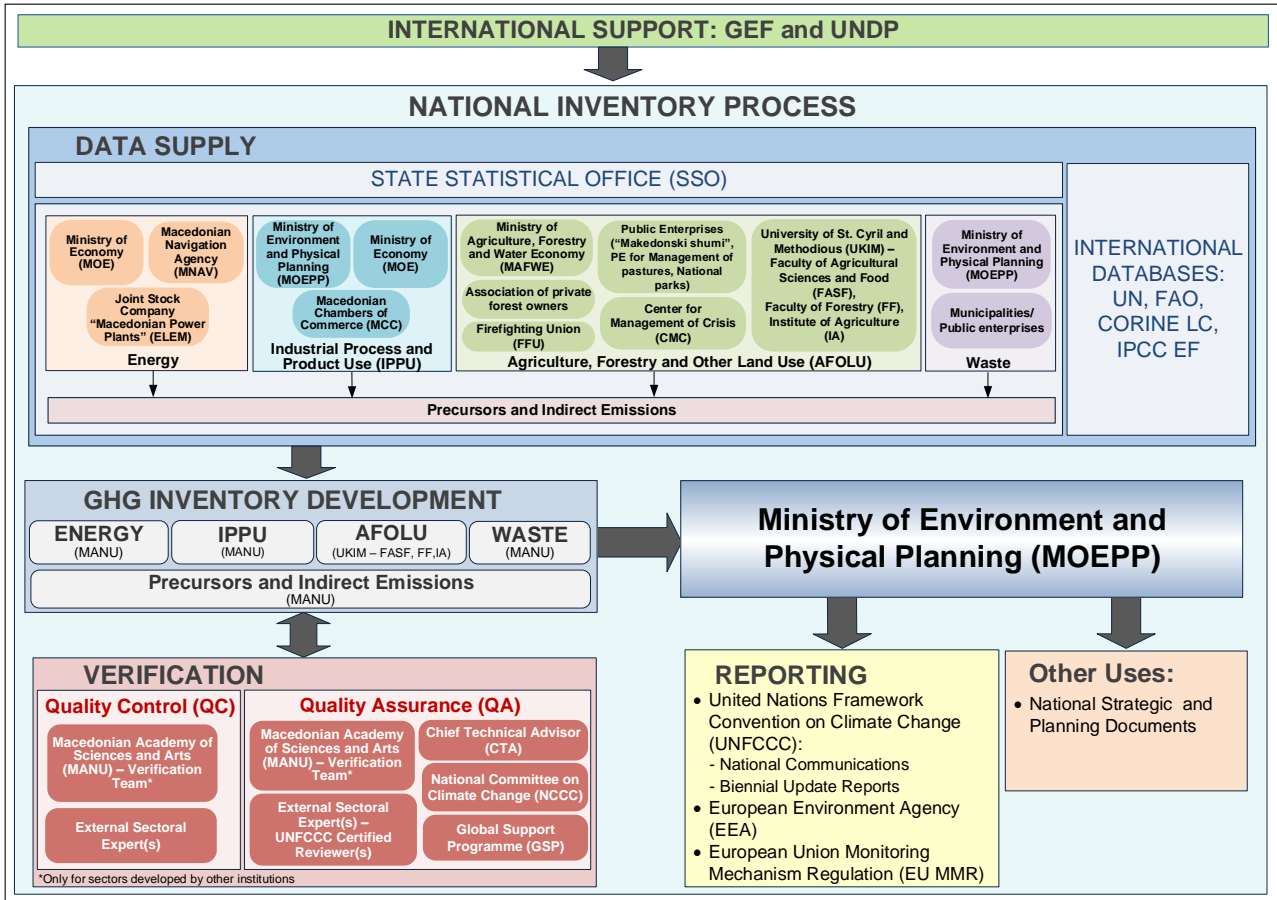 INTERNATIONAL SUPPORT: GEF and UNDP
NATIONAL INVENTORY PROCESS
DATA SUPPLY
STATE STATISTICAL OFFICE (SSO)
Ministry of
Economy
(MOE)
Macedonian
Navigation
Agency
(MNAV)
Joint Stock
Company
“Macedonian Power
Plants” (ELEM)
Energy
Ministry of
Environment
and Physical
Planning
(MOEPP)
Ministry of
Economy
(MOE)
Macedonian
Chambers of
Commerce (MCC)
Industrial Process and
Product Use (IPPU)
Ministry of
Agriculture, Forestry
and Water Economy
(MAFWE)
Association of private
forest owners
Firefighting Union
(FFU)
Public Enterprises
(“Makedonski shumi”,
PE for Management of
pastures, National
parks)
Center for
Management of Crisis
(CMC)
University of St. Cyril and
Methodious (UKIM) –
Faculty of Agricultural
Sciences and Food
(FASF),
Faculty of Forestry (FF),
Institute of Agriculture
(IA)
Agriculture, Forestry and Other Land Use (AFOLU)
Ministry of
Environment and
Physical Planning
(MOEPP)
Municipalities/
Public enterprises
Waste
Precursors and Indirect Emissions
INTERNATIONAL
DATABASES:
UN, FAO,
CORINE LC,
IPCC EF
GHG INVENTORY DEVELOPMENT
ENERGY
(MANU)
IPPU
(MANU)
AFOLU
(UKIM – FASF, FF,IA)
WASTE
(MANU)
Precursors and Indirect Emissions
(MANU)
Ministry of Environment and
Physical Planning (MOEPP)
VERIFICATION
Quality Control (QC)
Macedonian Academy of
Sciences and Arts
(MANU) – Verification
Team*
External Sectoral
Expert(s)
Quality Assurance (QA)
Macedonian Academy
of Sciences and Arts
(MANU) – Verification
Team*
External Sectoral
Expert(s) –
UNFCCC Certified
Reviewer(s)
Chief Technical Advisor
(CTA)
National Committee on
Climate Change (NCCC)
Global Support
Programme (GSP)
*Only for sectors developed by other institutions
REPORTING
• United Nations Framework
Convention on Climate Change
(UNFCCC):
- National Communications
- Biennial Update Reports
• European Environment Agency
(EEA)
• European Union Monitoring
Mechanism Regulation (EU MMR)
Other Uses:
• National Strategic and
Planning Documents